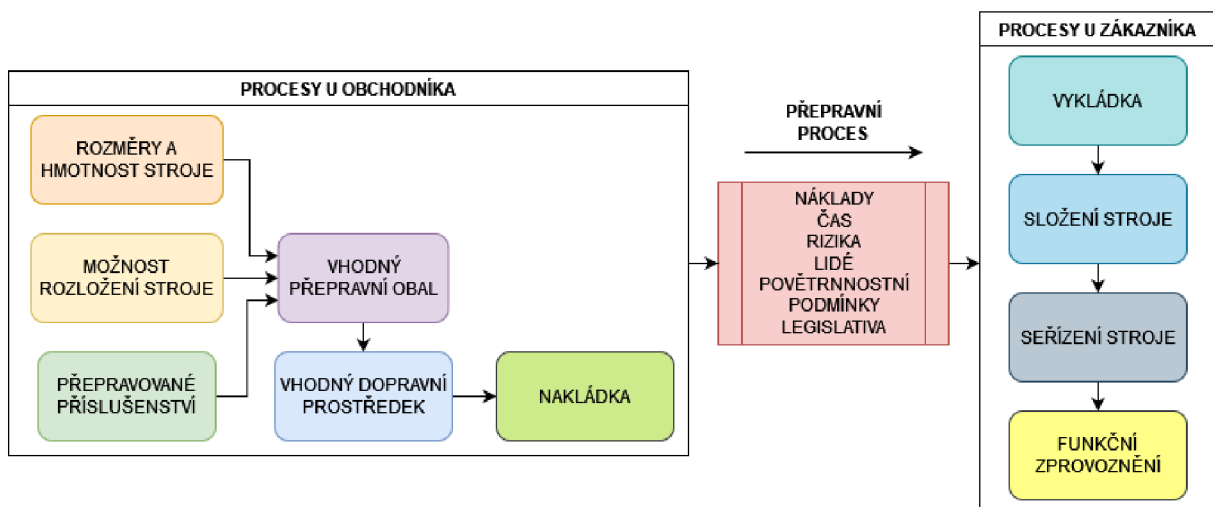 PROCESY U OBCHODNÍKA
ROZMĚRY A
HMOTNOST STROJE
MOŽNOST
ROZLOŽENÍ STROJE
PŘEPRAVOVANÉ
PŘÍSLUŠENSTVÍ
VHODNÝ
PŘEPRAVNÍ OBAL
VHODNÝ DOPRAVNÍ
PROSTŘEDEK
NAKLÁDKA
PŘEPRAVNÍ
PROCES
NÁKLADY
ČAS
RIZIKA
LIDÉ
POVĚTRNNOSTNÍ
PODMÍNKY
LEGISLATIVA
PROCESY U ZÁKAZNÍKA
VYKLÁDKA
SLOŽENÍ STROJE
SEŘÍZENÍ STROJE
FUNKČNÍ
ZPROVOZNĚNÍ